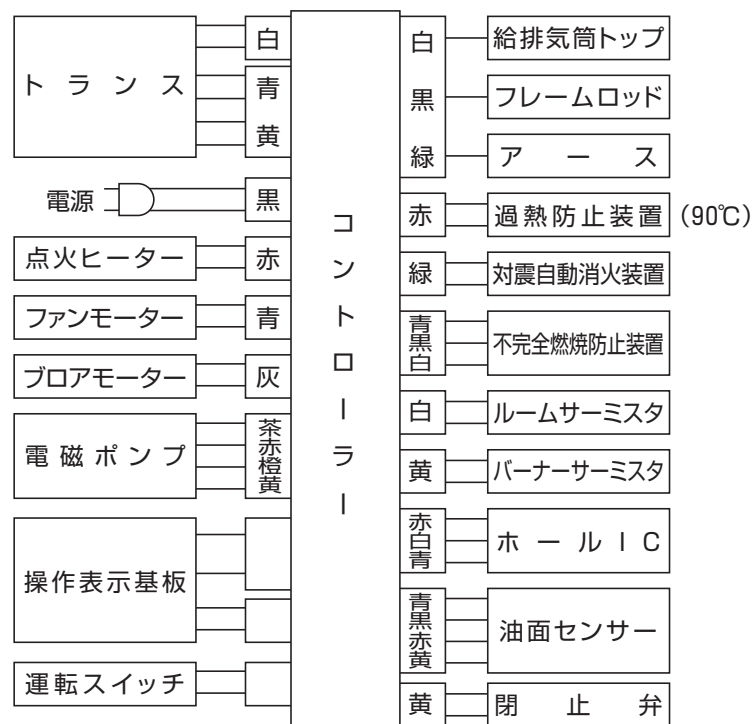 トランス
白
青
黄
電源
黒
点火ヒーター
赤
ファンモーター
青
ブロアモーター
灰
電磁ポンプ
茶
赤
橙
黄
操作表示基板
運転スイッチ
コントローラー
白
給排気筒トップ
黒
フレームロッド
緑
アース
赤
過熱防止装置 (90℃)
緑
対震自動消火装置
青
黒
白
不完全燃焼防止装置
白
ルームサーミスタ
黄
バーナーサーミスタ
赤
白
青
ホールIC
青
黒
赤
黄
油面センサー
黄
閉止弁